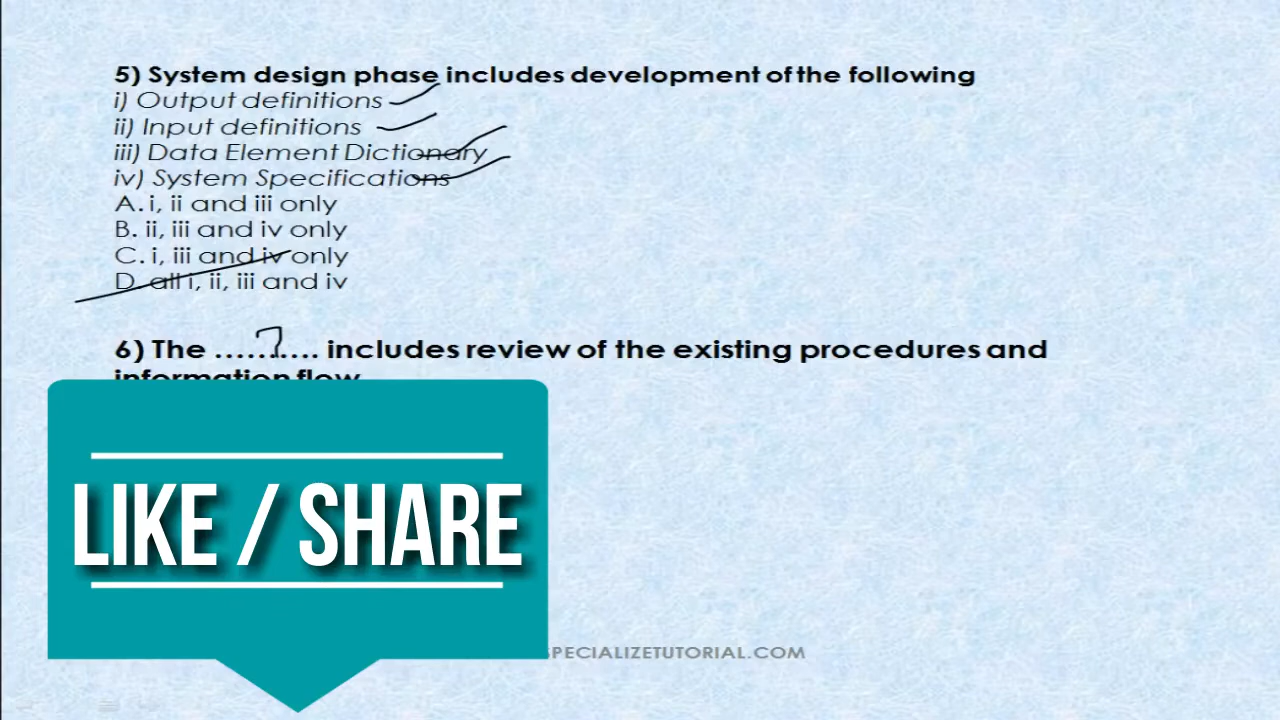 5) System design phase includes development of the following
i) Output definitions
ii) Input definitions
iii) Data Element Dictionary
iv) System Specifications
A. i, ii and iii only
B. ii, iii and iv only
C. i, iii and iv only
D. all i, ii, iii and iv
6) The .......... includes review of the existing procedures and
information flow
LIKE / SHARE
SPECIALIZETUTORIAL.COM